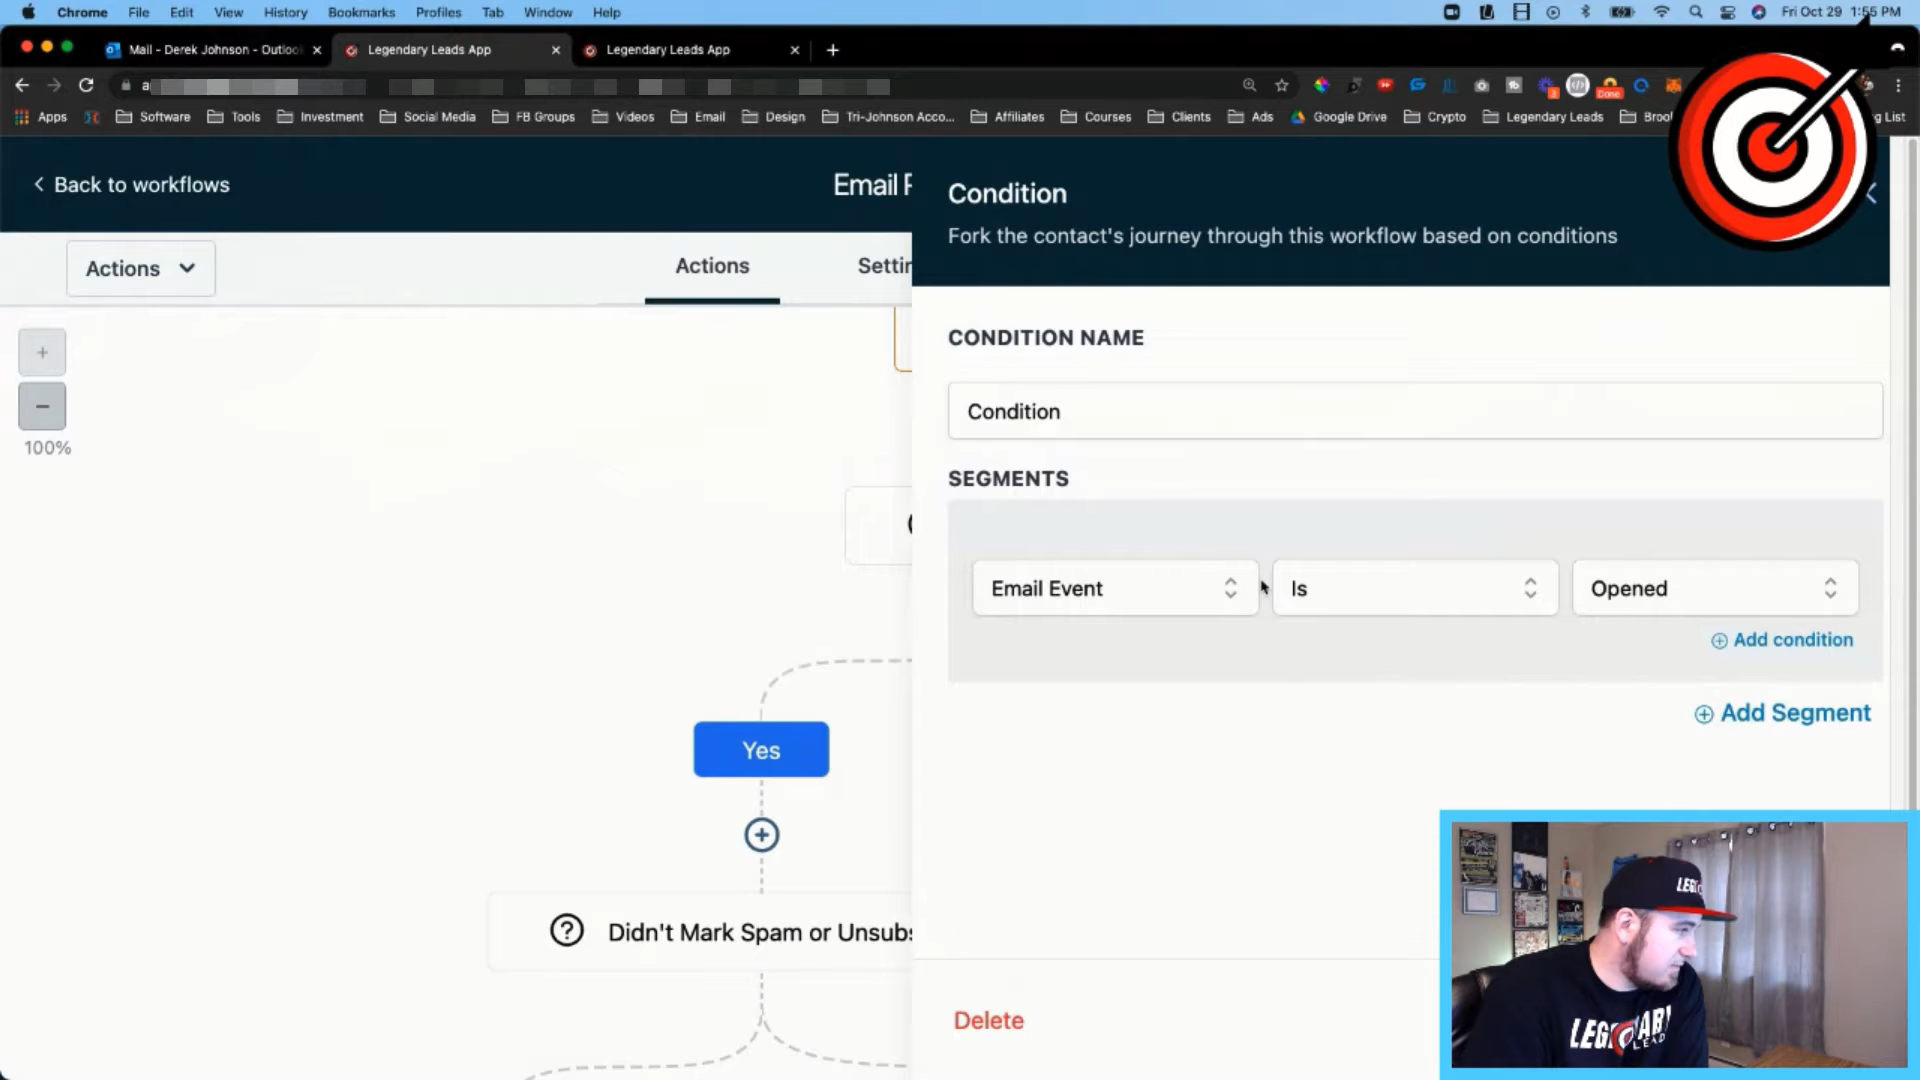 Chrome File Edit View History Bookmarks Profiles Tab Window Help Fri Oct 29 1:55 PM
Mail - Derek Johnson - Outloo Legendary Leads App Legendary Leads App
Done
Apps Software Tools Investment Social Media FB Groups Videos Email Design Tri-Johnson Acco... Affiliates Courses Clients Ads Google Drive Crypto Legendary Leads Broo g List
Back to workflows
Email
Condition
Fork the contact's journey through this workflow based on conditions
Actions
Actions
Settin
100%
CONDITION NAME
Condition
SEGMENTS
Email Event
Is
Opened
Add condition
Add Segment
Yes
Didn't Mark Spam or Unsubs
Delete